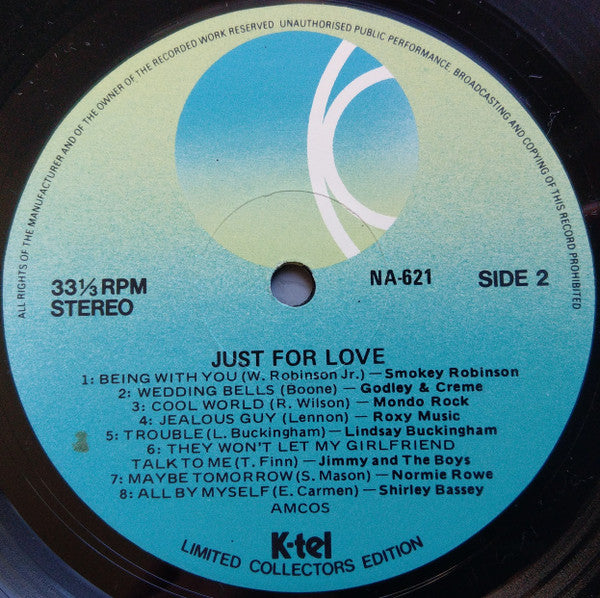 ALL RIGHTS OF THE MANUFACTURER AND OF THE OWNER OF THE RECORDED WORK RESERVED. UNAUTHORISED PUBLIC PERFORMANCE, BROADCASTING AND COPYING OF THIS RECORD PROHIBITED
33⅓ RPM
STEREO
NA-621
SIDE 2
JUST FOR LOVE
1: BEING WITH YOU (W. Robinson Jr.) — Smokey Robinson
2: WEDDING BELLS (Boone) — Godley & Creme
3: COOL WORLD (R. Wilson) — Mondo Rock
4: JEALOUS GUY (Lennon) — Roxy Music
5: TROUBLE (L. Buckingham) — Lindsay Buckingham
6: THEY WON'T LET MY GIRLFRIEND
TALK TO ME (T. Finn) — Jimmy and The Boys
7: MAYBE TOMORROW (S. Mason) — Normie Rowe
8: ALL BY MYSELF (E. Carmen) — Shirley Bassey
AMCOS
K-tel
LIMITED COLLECTORS EDITION